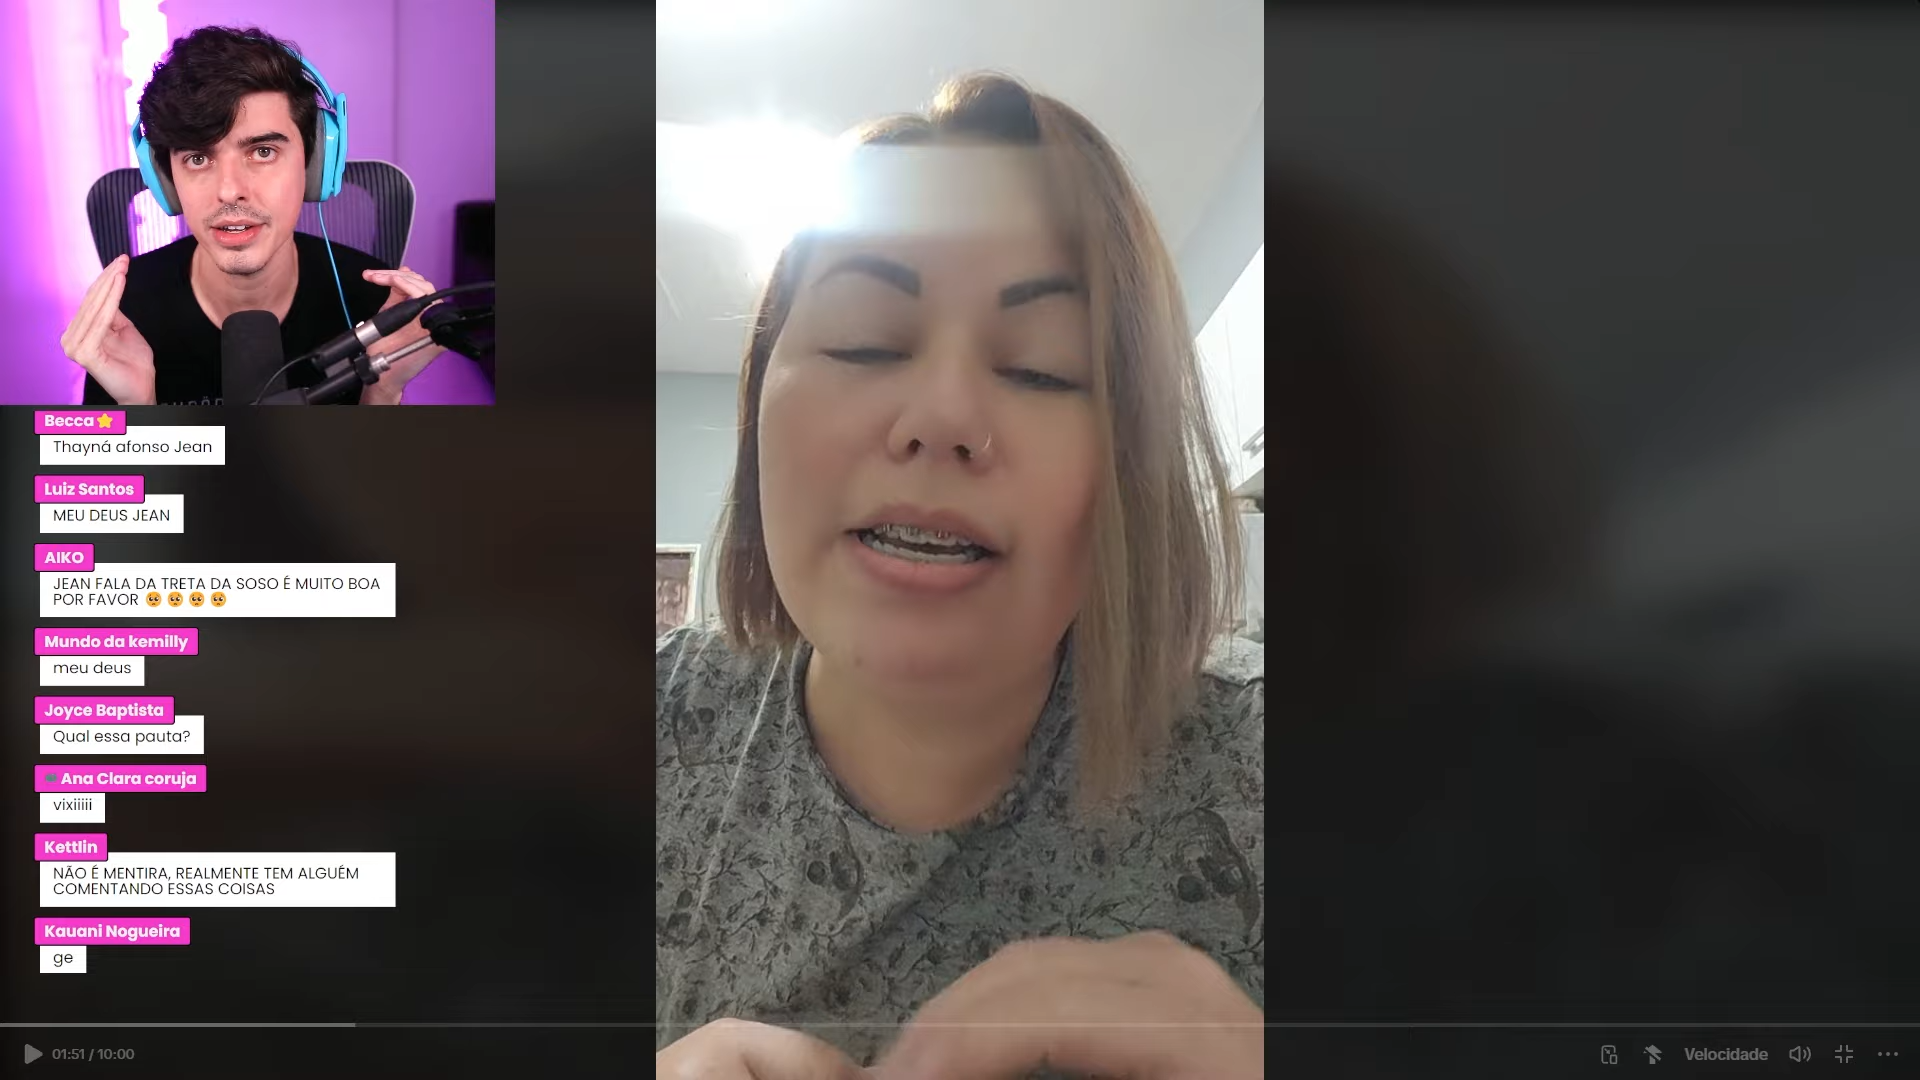 Becca⭐
Thayná afonso Jean
Luiz Santos
MEU DEUS JEAN
AIKO
JEAN FALA DA TRETA DA SOSO É MUITO BOA
POR FAVOR 🥺🥺🥺🥺
Mundo da kemilly
meu deus
Joyce Baptista
Qual essa pauta?
Ana Clara coruja
vixiiiii
Kettlin
NÃO É MENTIRA, REALMENTE TEM ALGUÉM
COMENTANDO ESSAS COISAS
Kauani Nogueira
ge
01:51 / 10:00
Velocidade